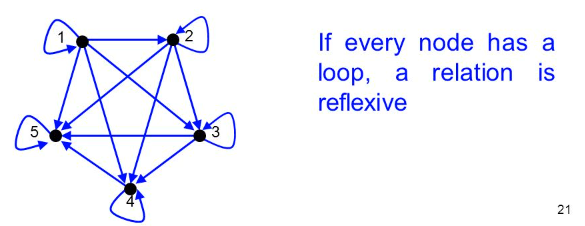 1
2
If every node has a
loop, a relation is
reflexive
5
3
4
21